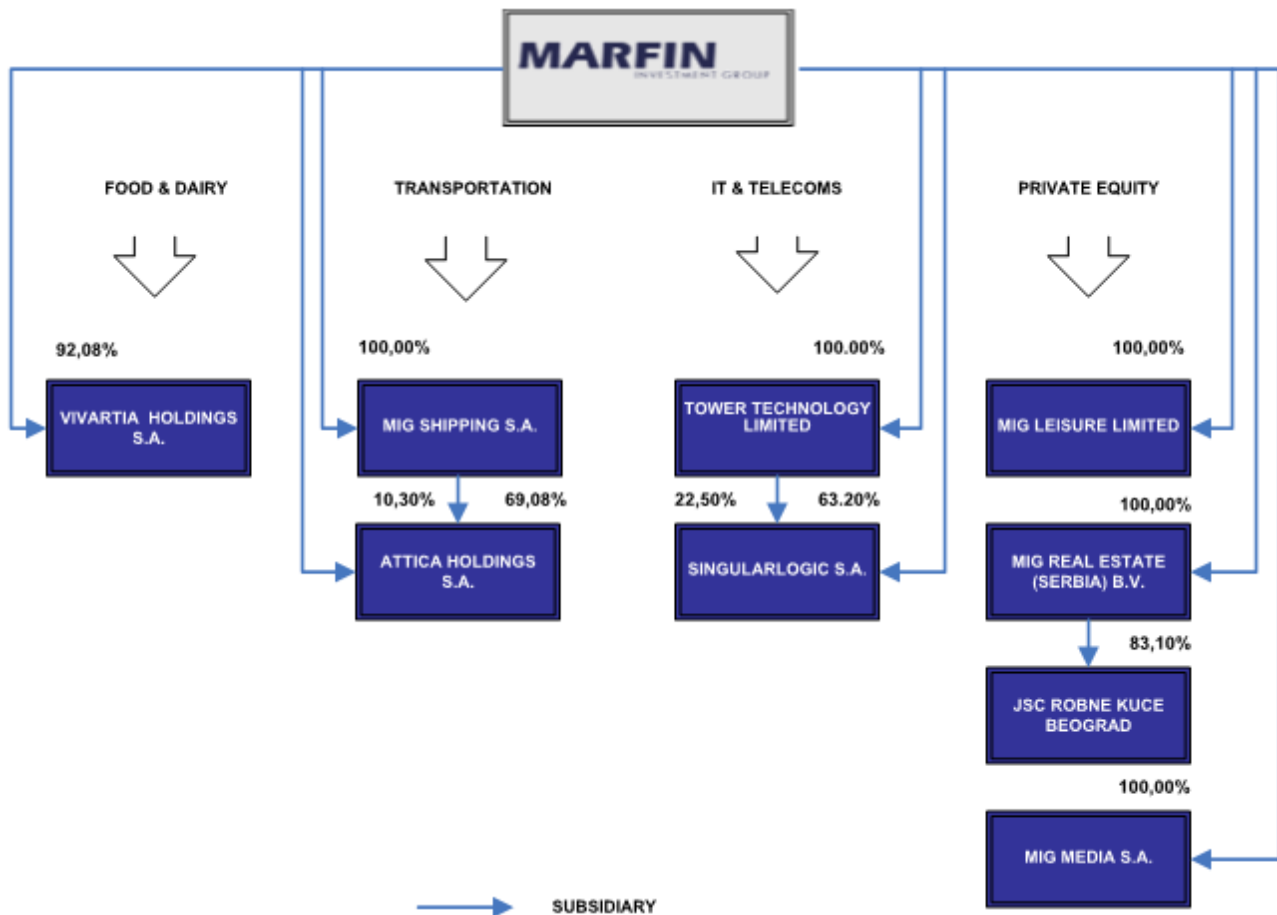 MARFIN
INVESTMENT GROUP
FOOD & DAIRY
TRANSPORTATION
IT & TELECOMS
PRIVATE EQUITY
92,08%
100,00%
100.00%
100,00%
VIVARTIA HOLDINGS
S.A.
MIG SHIPPING S.A.
TOWER TECHNOLOGY
LIMITED
MIG LEISURE LIMITED
10,30%
69,08%
22,50%
63.20%
100,00%
ATTICA HOLDINGS
S.A.
SINGULARLOGIC S.A.
MIG REAL ESTATE
(SERBIA) B.V.
83,10%
JSC ROBNE KUCE
BEOGRAD
100,00%
MIG MEDIA S.A.
SUBSIDIARY